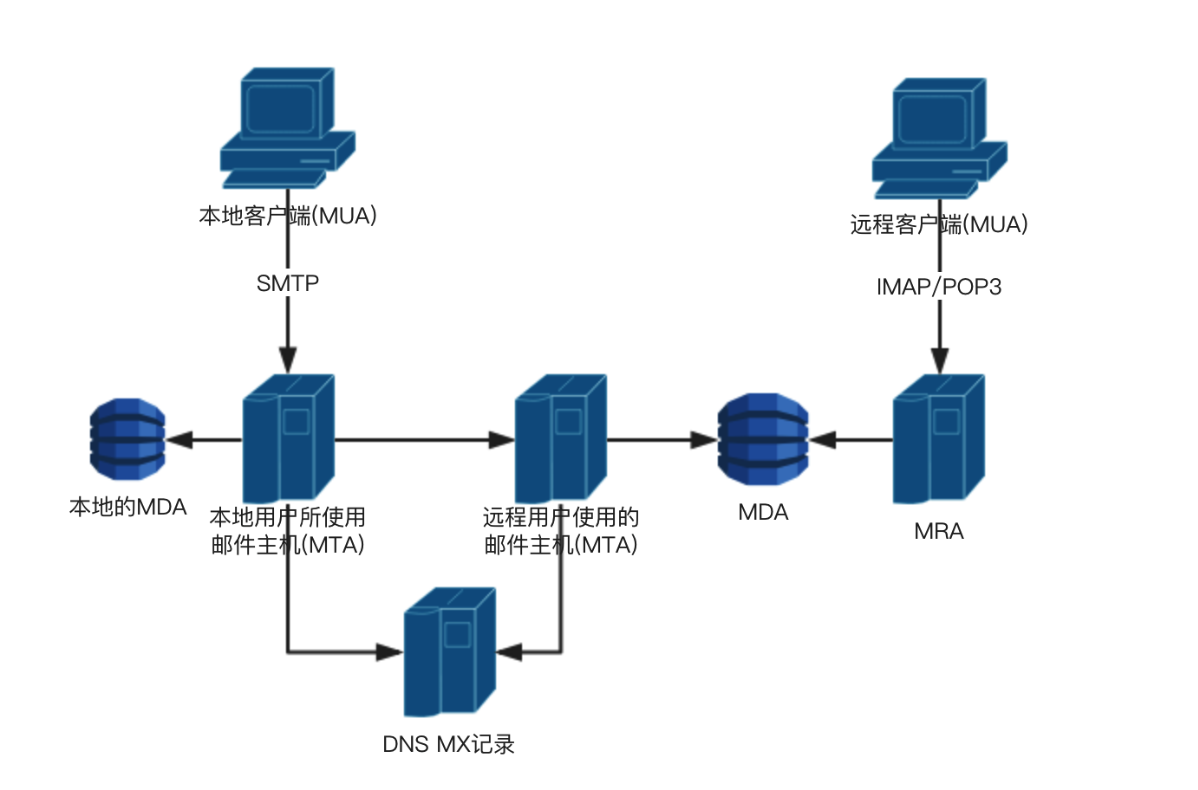 本地客户端(MUA)
远程客户端(MUA)
SMTP
IMAP/POP3
本地的MDA
本地用户所使用
邮件主机(MTA)
远程用户使用的
邮件主机(MTA)
MDA
MRA
DNS MX记录